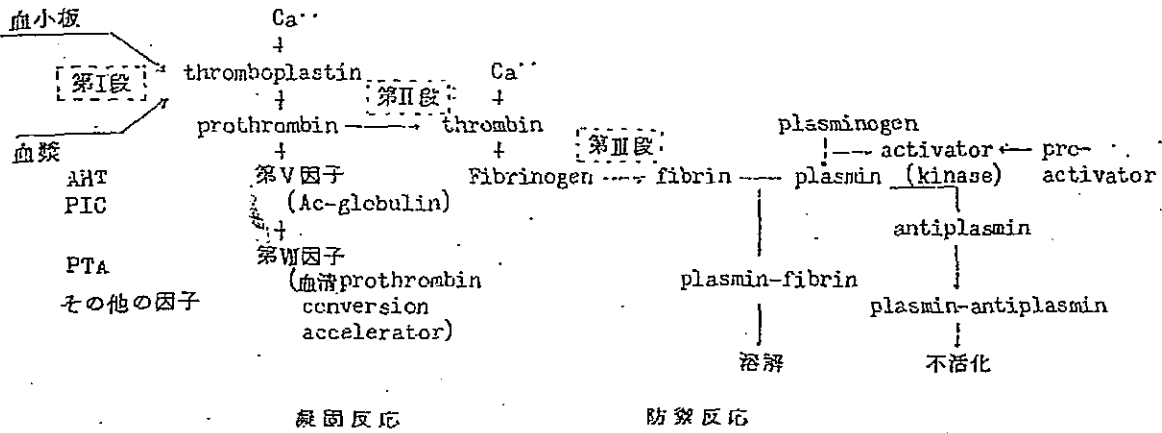 血小板
Ca··
+
第I段
thromboplastin
Ca··
+
第II段
+
prothrombin
thrombin
plasminogen
血漿
+
+
第III段
activator
pro-
AHT
第V因子
Fibrinogen
fibrin
plasmin
(kinase)
activator
PIC
(Ac-globulin)
+
antiplasmin
PTA
第VII因子
(血清prothrombin
plasmin-fibrin
その他の因子
conversion
plasmin-antiplasmin
accelerator)
溶解
不活化
凝固反応
防禦反応